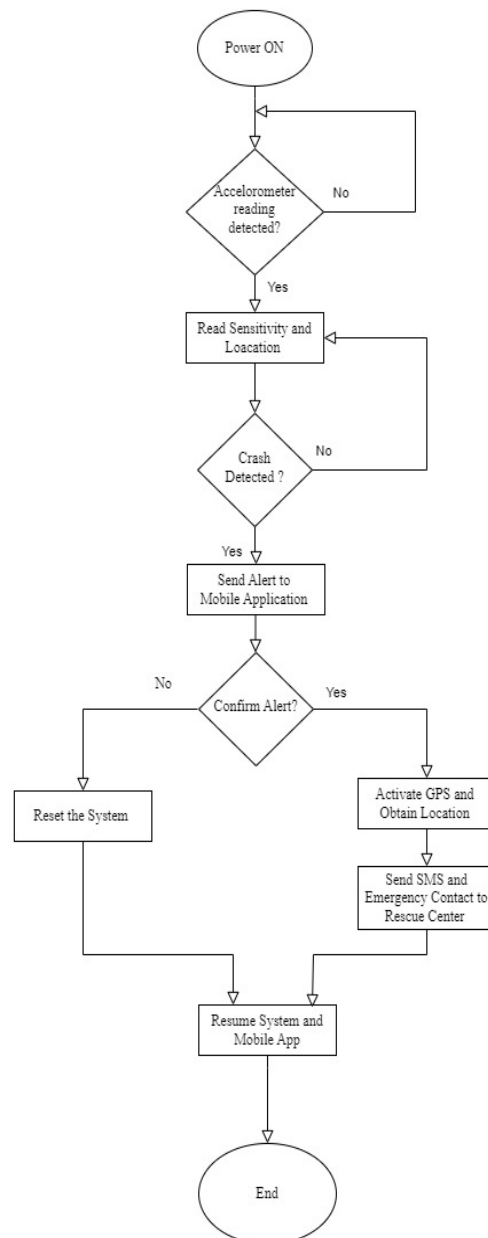 Power ON
Accelorometer
reading
detected?
No
Yes
Read Sensitivity and
Loacation
Crash
Detected ?
No
Yes
Send Alert to
Mobile Application
No
Confirm Alert?
Yes
Reset the System
Activate GPS and
Obtain Location
Send SMS and
Emergency Contact to
Rescue Center
Resume System and
Mobile App
End